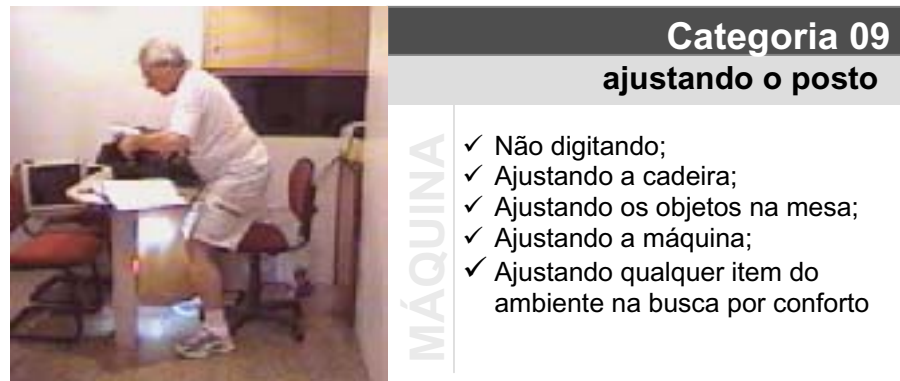 Categoria 09
ajustando o posto
MÁQUINA
✓ Não digitando;
✓ Ajustando a cadeira;
✓ Ajustando os objetos na mesa;
✓ Ajustando a máquina;
✓ Ajustando qualquer item do
ambiente na busca por conforto